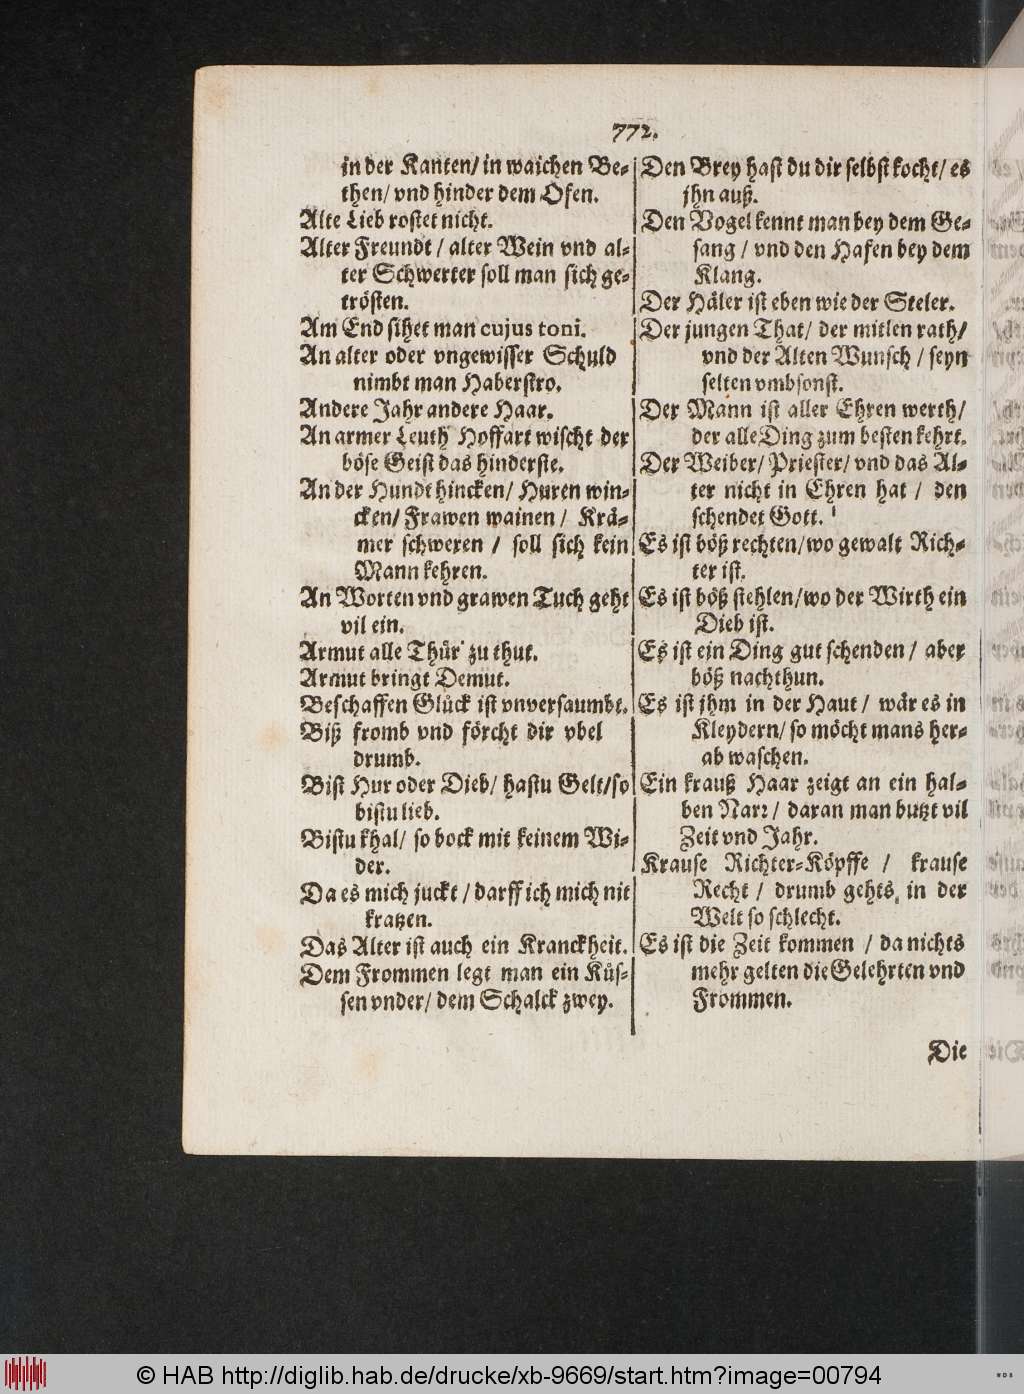 772.
in der Kanten/ in waichen Be-
then/ vnd hinder dem Ofen.
Alte Lieb rostet nicht.
Alter Freundt / alter Wein vnd al-
ter Schwerter soll man sich ge-
trösten.
Am End sihet man cujus toni.
An alter oder vngewisser Schuld
nimbt man Haberstro.
Andere Jahr andere Haar.
An armer Leuth Hoffart wischt der
böse Geist das hinderste.
An der Hundt hincken/ Huren win-
cken/ Frawen wainen / Krä-
mer schweren / soll sich kein
Mann kehren.
An Worten vnd grawen Tuch geht
vil ein.
Armut alle Thür zu thut.
Armut bringt Demut.
Beschaffen Glück ist vnversaumbt.
Biß fromb vnd förcht dir vbel
drumb.
Bist Hur oder Dieb/ hastu Gelt/so
bistu lieb.
Bistu khal/ so bock mit keinem Wi-
der.
Da es mich juckt / darff ich mich nit
kratzen.
Das Alter ist auch ein Kranckheit.
Dem Frommen legt man ein Küs-
sen vnder/ dem Schalck zwey.
Den Brey hast du dir selbst kocht/ es
jhn auß.
Den Vogel kennt man bey dem Ge-
sang / vnd den Hafen bey dem
Klang.
Der Häler ist eben wie der Steler.
Der jungen That/ der mitlen rath/
vnd der Alten Wunsch / seyn
selten vmbsonst.
Der Mann ist aller Ehren werth/
der alle Ding zum besten kehrt.
Der Weiber/ Priester/ vnd das Al-
ter nicht in Ehren hat / den
schendet Gott.
Es ist böß rechten/wo gewalt Rich-
ter ist.
Es ist böß stehlen/wo der Wirth ein
Dieb ist.
Es ist ein Ding gut schenden / aber
böß nachthun.
Es ist jhm in der Haut / wär es in
Kleydern/ so möcht mans her-
ab waschen.
Ein krauß Haar zeigt an ein hal-
ben Narr / daran man butzt vil
Zeit vnd Jahr.
Krause Richter-Köpffe / krause
Recht / drumb gehts in der
Welt so schlecht.
Es ist die Zeit kommen / da nichts
mehr gelten die Gelehrten vnd
Frommen.
Die
© HAB http://diglib.hab.de/drucke/xb-9669/start.htm?image=00794